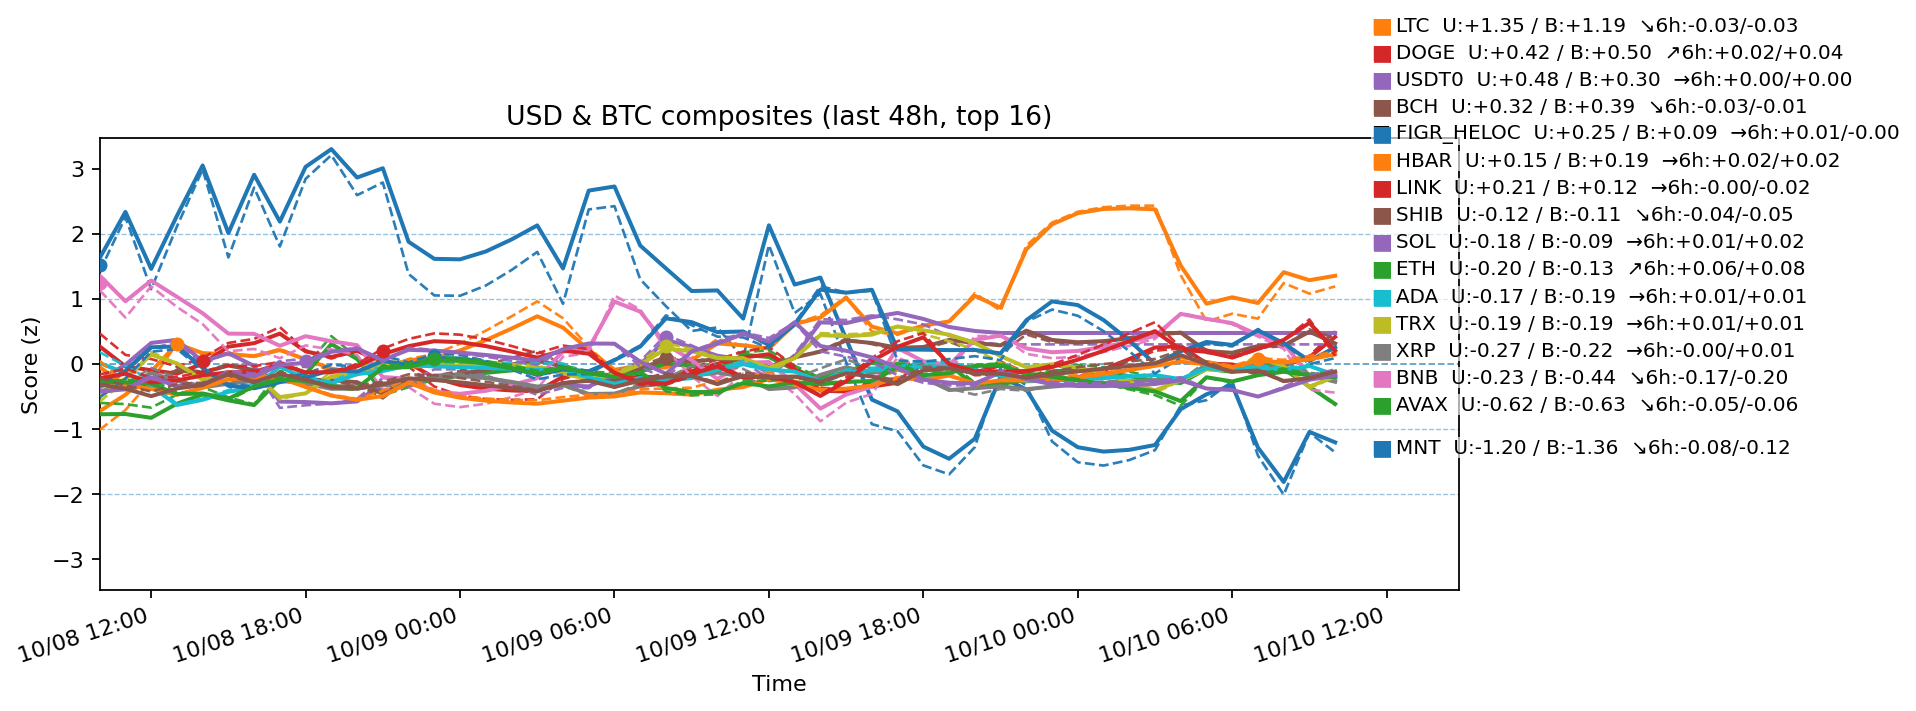 LTC  U:+1.35 / B:+1.19  ↘6h:-0.03/-0.03
DOGE  U:+0.42 / B:+0.50  ↗6h:+0.02/+0.04
USDT0  U:+0.48 / B:+0.30  →6h:+0.00/+0.00
BCH  U:+0.32 / B:+0.39  ↘6h:-0.03/-0.01
FIGR_HELOC  U:+0.25 / B:+0.09  →6h:+0.01/-0.00
HBAR  U:+0.15 / B:+0.19  →6h:+0.02/+0.02
LINK  U:+0.21 / B:+0.12  →6h:-0.00/-0.02
SHIB  U:-0.12 / B:-0.11  ↘6h:-0.04/-0.05
SOL  U:-0.18 / B:-0.09  →6h:+0.01/+0.02
ETH  U:-0.20 / B:-0.13  ↗6h:+0.06/+0.08
ADA  U:-0.17 / B:-0.19  →6h:+0.01/+0.01
TRX  U:-0.19 / B:-0.19  →6h:+0.01/+0.01
XRP  U:-0.27 / B:-0.22  →6h:-0.00/+0.01
BNB  U:-0.23 / B:-0.44  ↘6h:-0.17/-0.20
AVAX  U:-0.62 / B:-0.63  ↘6h:-0.05/-0.06
MNT  U:-1.20 / B:-1.36  ↘6h:-0.08/-0.12
USD & BTC composites (last 48h, top 16)
Score (z)
3
2
1
0
−1
−2
−3
10/08 12:00
10/08 18:00
10/09 00:00
10/09 06:00
10/09 12:00
10/09 18:00
10/10 00:00
10/10 06:00
10/10 12:00
Time